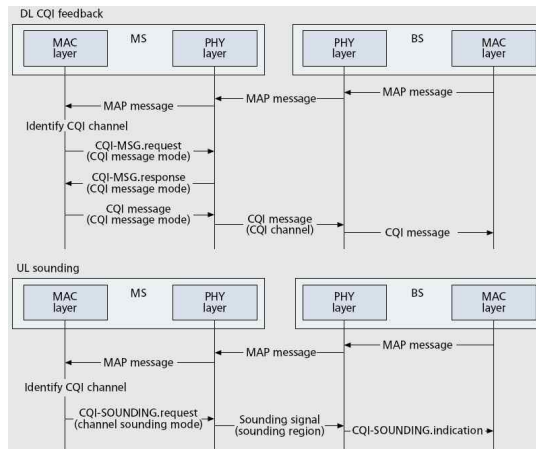 DL CQI feedback
MAC
layer
MS
PHY
layer
PHY
layer
BS
MAC
layer
MAP message
MAP message
MAP message
Identify CQI channel
CQI-MSG.request
(CQI message mode)
CQI-MSG.response
(CQI message mode)
CQI message
(CQI message mode)
CQI message
(CQI channel)
CQI message
UL sounding
MAC
layer
MS
PHY
layer
PHY
layer
BS
MAC
layer
MAP message
MAP message
MAP message
Identify CQI channel
CQI-SOUNDING.request
(channel sounding mode)
Sounding signal
(sounding region)
CQI-SOUNDING.indication